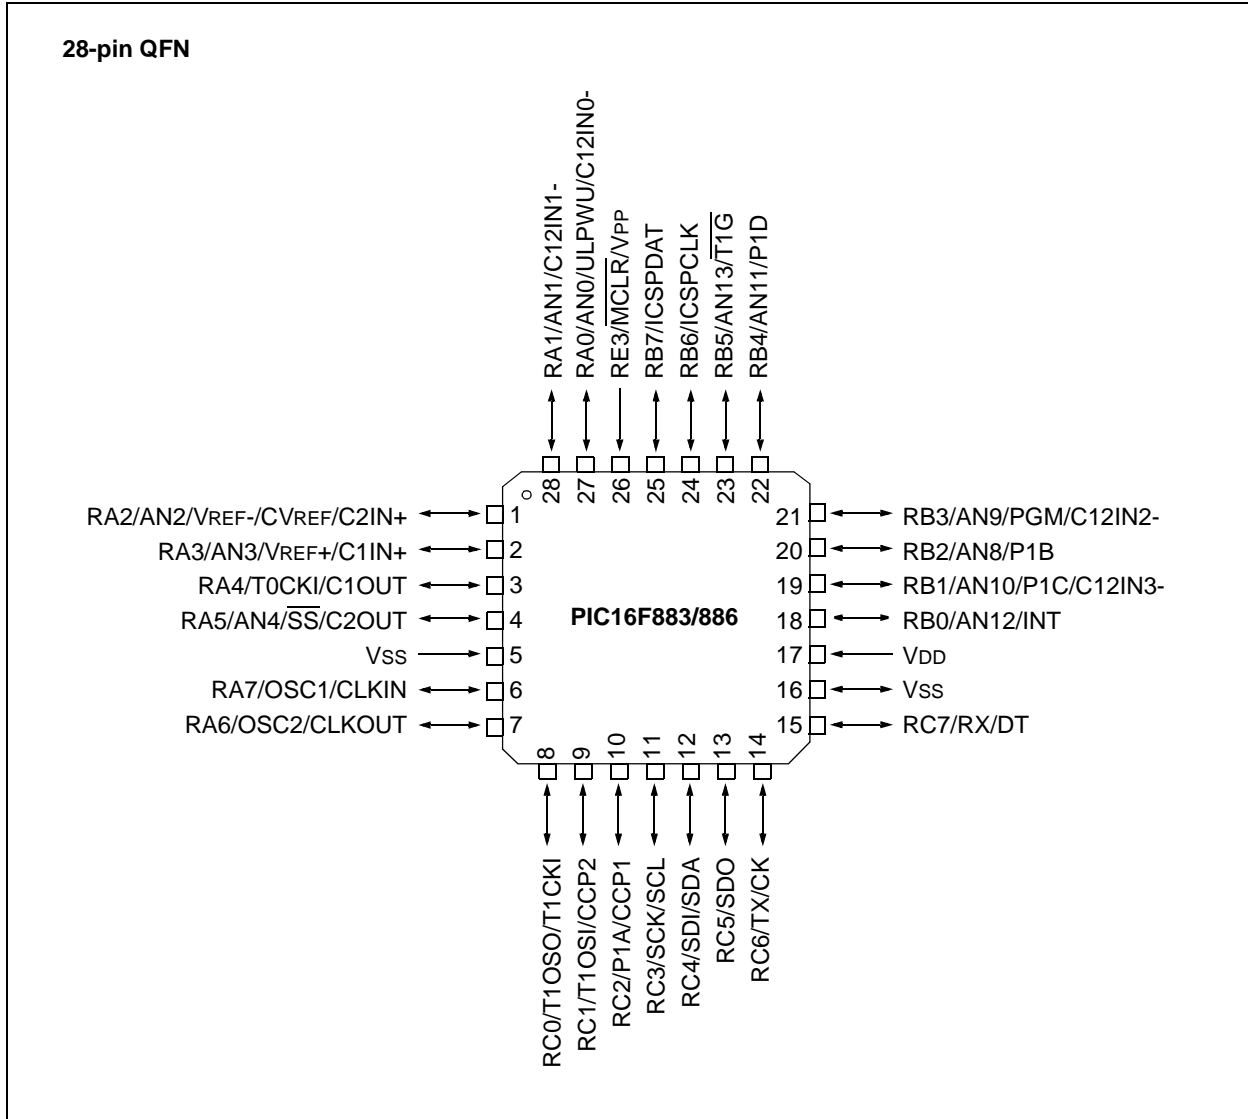 28-pin QFN
RA1/AN1/C12IN1-
RA0/AN0/ULPWU/C12IN0-
RE3/MCLR/VPP
RB7/ICSPDAT
RB6/ICSPCLK
RB5/AN13/T1G
RB4/AN11/P1D
28
27
26
25
24
23
22
RA2/AN2/VREF-/CVREF/C2IN+
1
21
RB3/AN9/PGM/C12IN2-
RA3/AN3/VREF+/C1IN+
2
20
RB2/AN8/P1B
RA4/T0CKI/C1OUT
3
19
RB1/AN10/P1C/C12IN3-
RA5/AN4/SS/C2OUT
4
PIC16F883/886
18
RB0/AN12/INT
VSS
5
17
VDD
RA7/OSC1/CLKIN
6
16
VSS
RA6/OSC2/CLKOUT
7
15
RC7/RX/DT
8
9
10
11
12
13
14
RC0/T1OSO/T1CKI
RC1/T1OSI/CCP2
RC2/P1A/CCP1
RC3/SCK/SCL
RC4/SDI/SDA
RC5/SDO
RC6/TX/CK